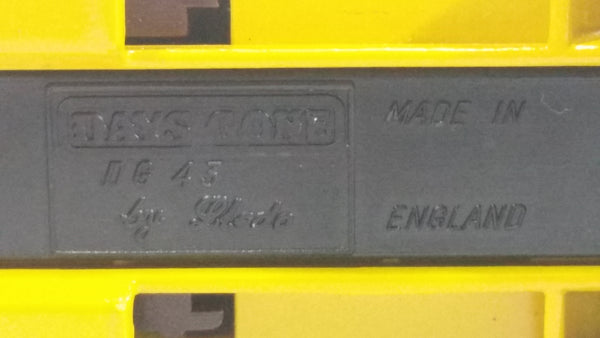 DAYS GONE
DG 43
by Lledo
MADE IN
ENGLAND